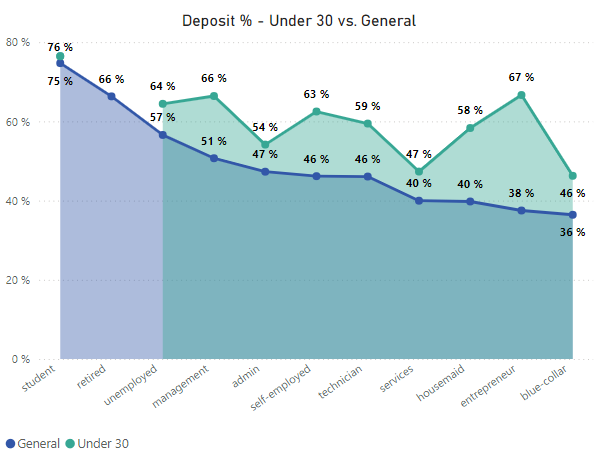 Deposit % - Under 30 vs. General
80 %
60 %
40 %
20 %
0 %
76 %
75 %
66 %
64 %
57 %
66 %
51 %
54 %
47 %
63 %
46 %
59 %
46 %
47 %
40 %
58 %
40 %
67 %
38 %
46 %
36 %
student
retired
unemployed
management
admin
self-employed
technician
services
housemaid
entrepreneur
blue-collar
General Under 30